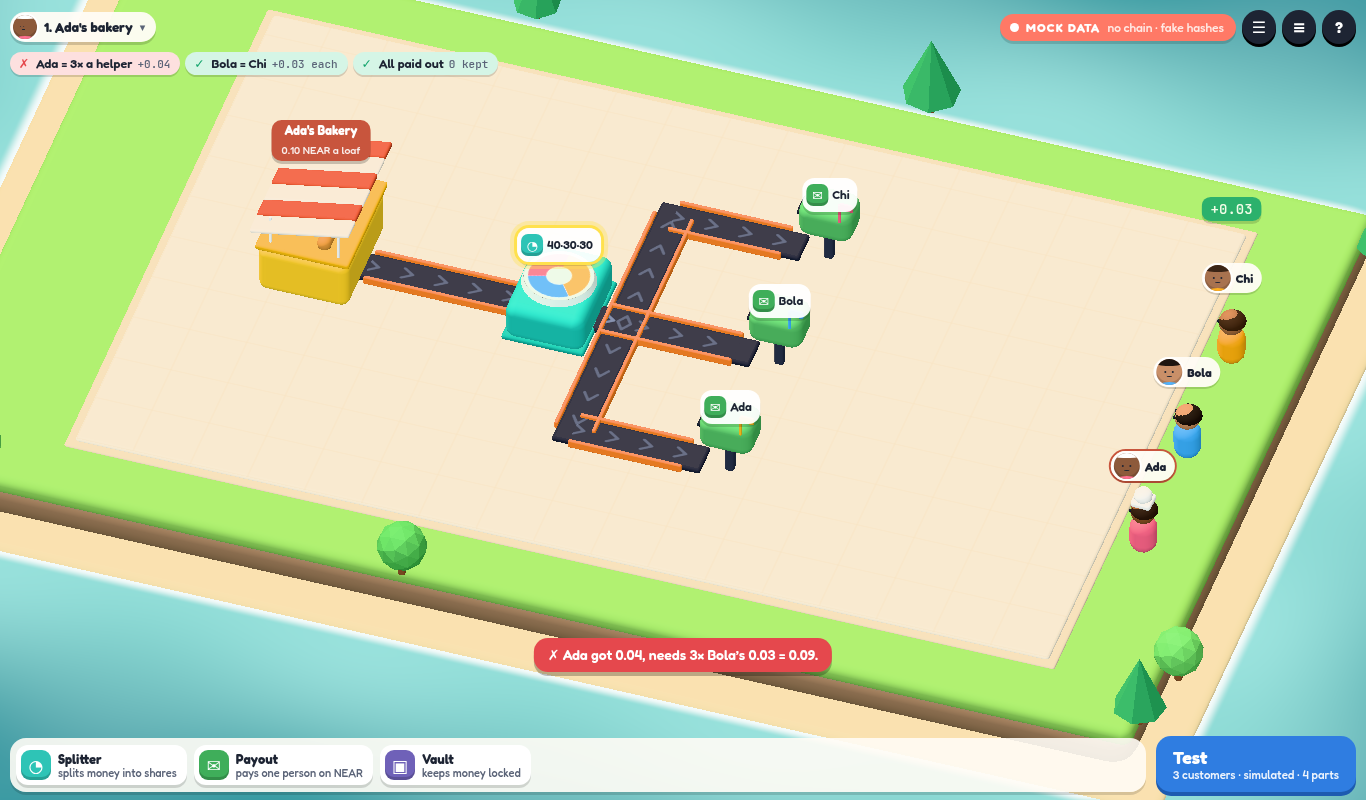 1. Ada's bakery ▾
MOCK DATA no chain · fake hashes
?
✗ Ada = 3× a helper +0.04
✓ Bola = Chi +0.03 each
✓ All paid out 0 kept
Ada's Bakery
0.10 NEAR a loaf
Chi
40·30·30
Bola
Ada
+0.03
Chi
Bola
Ada
✗ Ada got 0.04, needs 3x Bola's 0.03 = 0.09.
Splitter
splits money into shares
Payout
pays one person on NEAR
Vault
keeps money locked
Test
3 customers · simulated · 4 parts